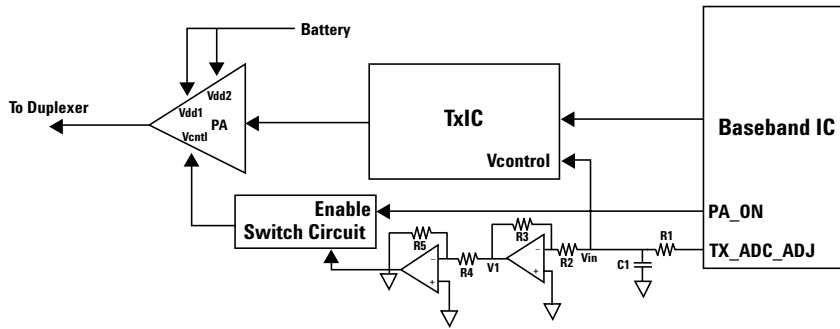 Battery
To Duplexer
Vdd1
Vdd2
Vcntl
PA
TxIC
Vcontrol
Baseband IC
Enable
Switch Circuit
PA_ON
TX_ADC_ADJ
R5
R4
V1
R3
R2
Vin
C1
R1
-
+
-
+